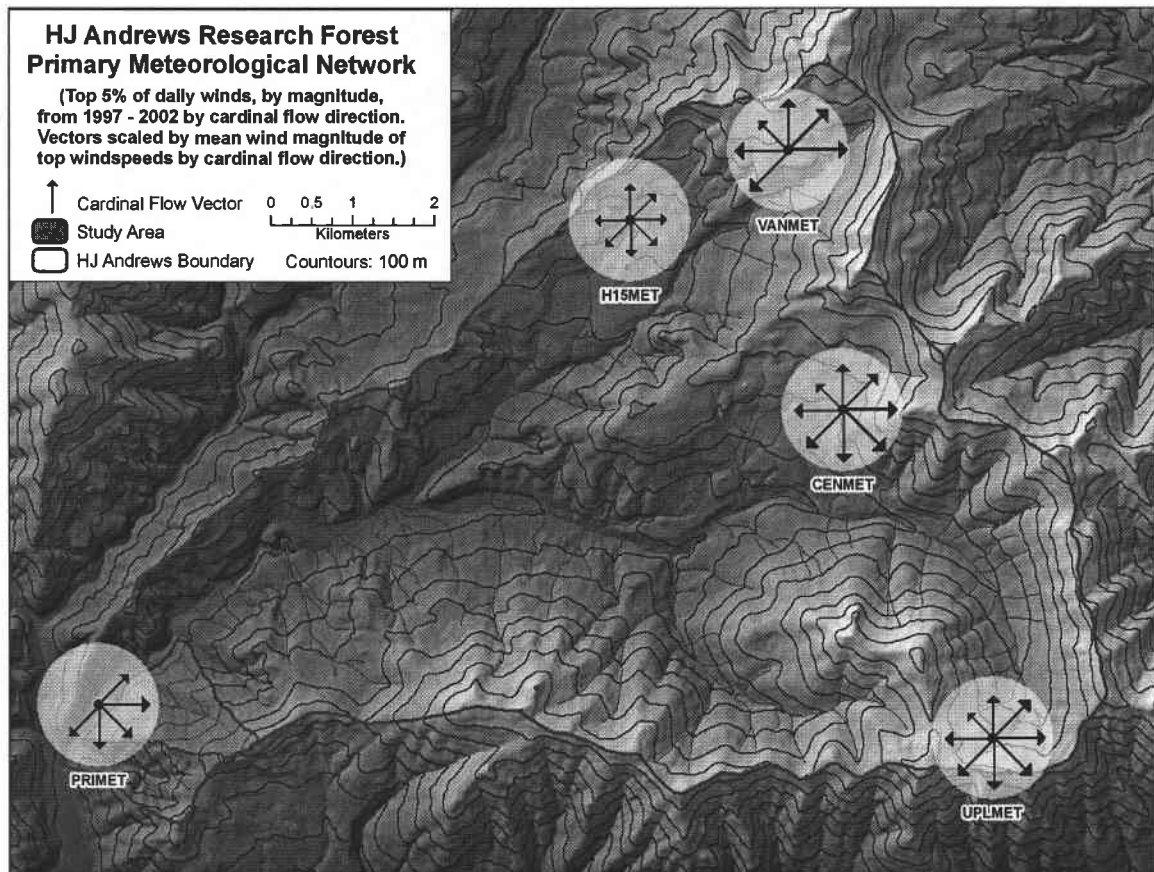 HJ Andrews Research Forest
Primary Meteorological Network
(Top 5% of daily winds, by magnitude,
from 1997 - 2002 by cardinal flow direction.
Vectors scaled by mean wind magnitude of
top windspeeds by cardinal flow direction.)
Cardinal Flow Vector
0 0.5 1 2
Study Area
Kilometers
HJ Andrews Boundary
Countours: 100 m
VANMET
H15MET
CENMET
PRIMET
UPLMET